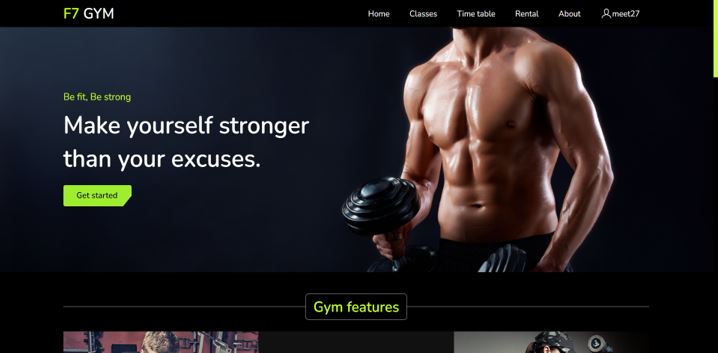 F7 GYM
Home Classes Time table Rental About meet27
Be fit, Be strong
Make yourself stronger
than your excuses.
Get started
Gym features